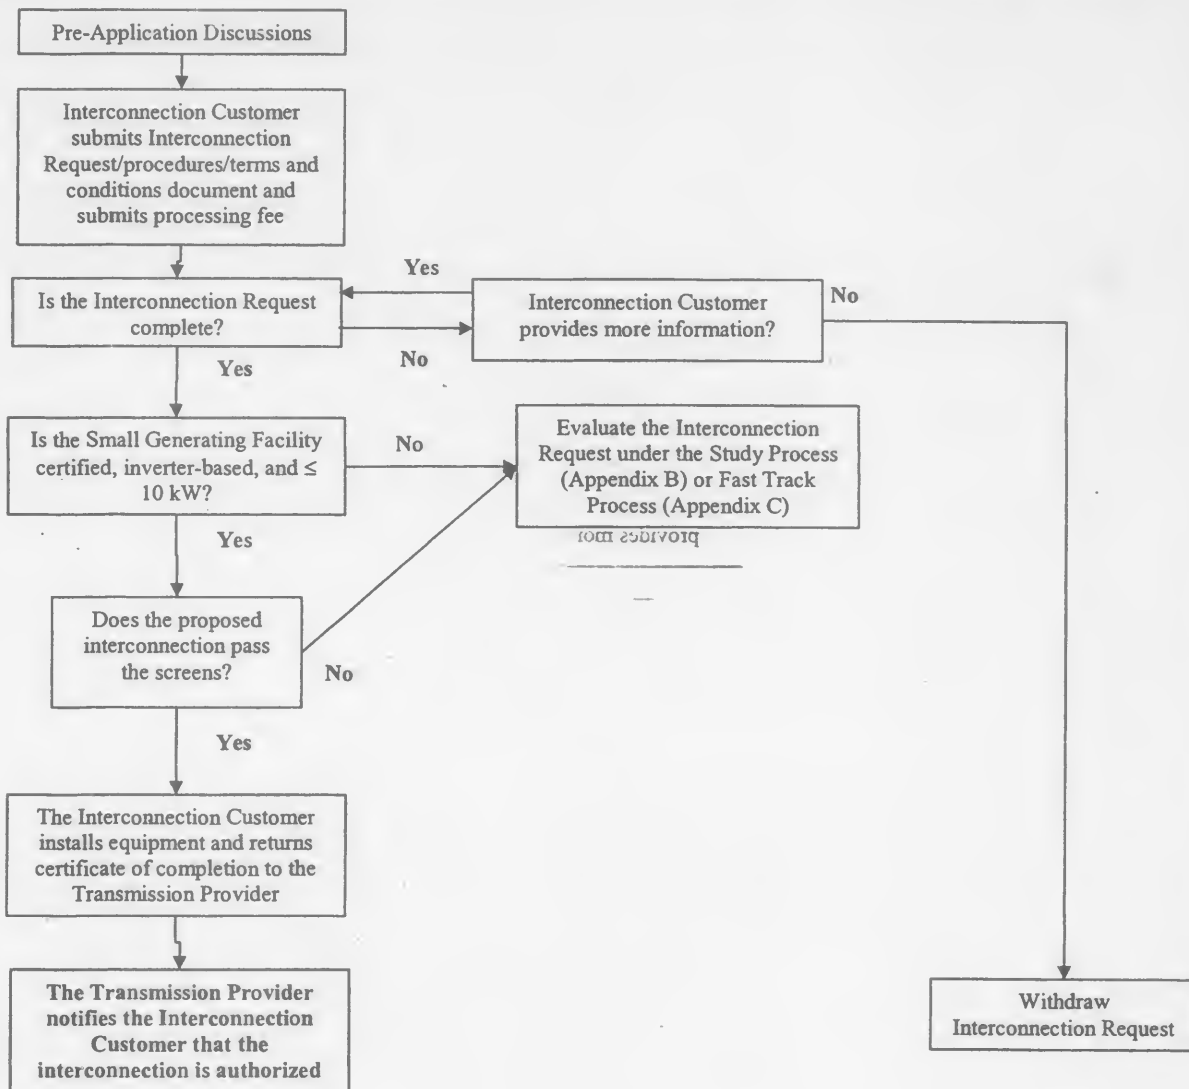 Pre-Application Discussions
Interconnection Customer
submits Interconnection
Request/procedures/terms and
conditions document and
submits processing fee
Yes
Is the Interconnection Request
complete?
Interconnection Customer
provides more information?
No
No
Yes
Is the Small Generating Facility
certified, inverter-based, and ≤
10 kW?
No
Evaluate the Interconnection
Request under the Study Process
(Appendix B) or Fast Track
Process (Appendix C)
provides mor
Yes
Does the proposed
interconnection pass
the screens?
No
Yes
The Interconnection Customer
installs equipment and returns
certificate of completion to the
Transmission Provider
The Transmission Provider
notifies the Interconnection
Customer that the
interconnection is authorized
Withdraw
Interconnection Request